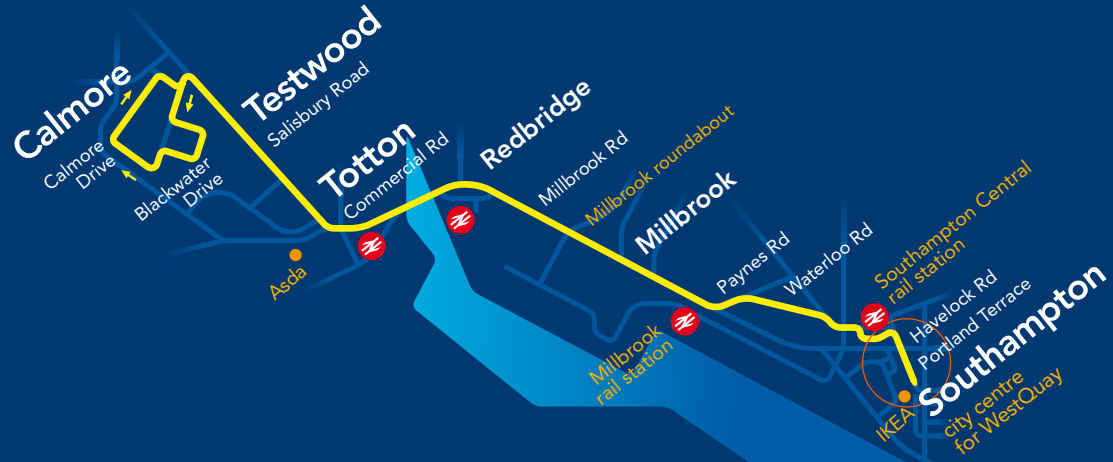 Calmore
Calmore
Drive
Blackwater
Drive
Testwood
Salisbury Road
Asda
Totton
Commercial Rd
Redbridge
Millbrook Rd
Millbrook roundabout
Millbrook
Millbrook
rail station
Paynes Rd
Waterloo Rd
Southampton Central
rail station
Havelock Rd
Portland Terrace
Southampton
city centre
for WestQuay
IKEA